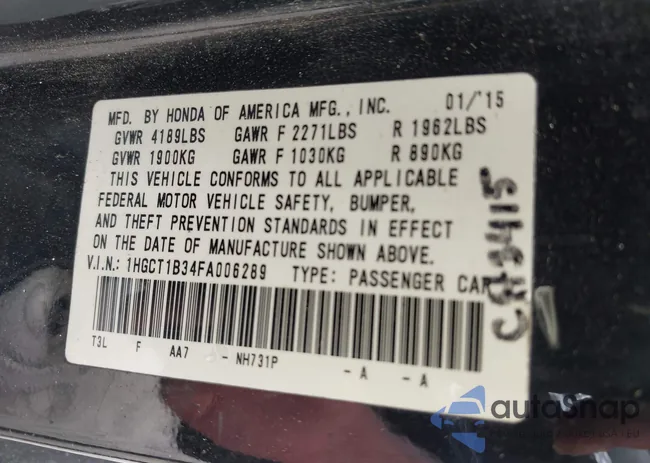 MFD. BY HONDA OF AMERICA MFG., INC. 01/'15
GVWR 4189LBS GAWR F 2271LBS R 1962LBS
GVWR 1900KG GAWR F 1030KG R 890KG
THIS VEHICLE CONFORMS TO ALL APPLICABLE
FEDERAL MOTOR VEHICLE SAFETY, BUMPER,
AND THEFT PREVENTION STANDARDS IN EFFECT
ON THE DATE OF MANUFACTURE SHOWN ABOVE.
V.I.N.: 1HGCT1B34FA006289 TYPE: PASSENGER CAR
T3L F AA7 - NH731P - A - A
autoSnap